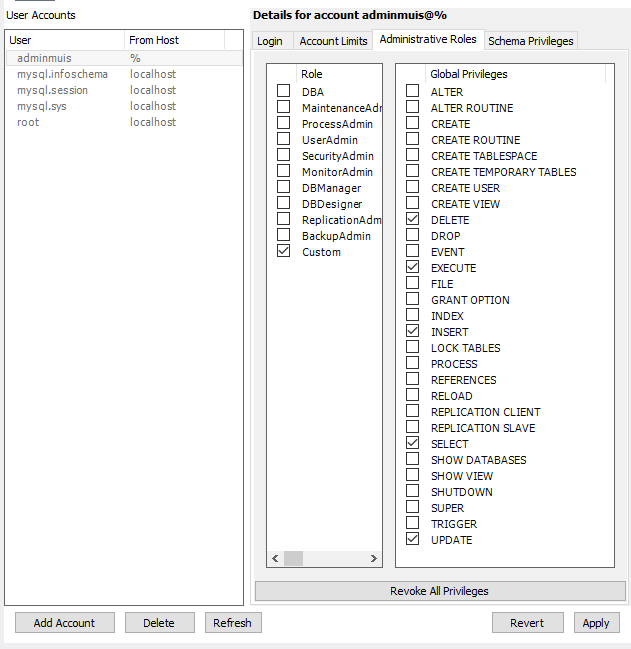 User Accounts
Details for account adminmuis@%
User From Host
adminmuis %
mysql.infoschema localhost
mysql.session localhost
mysql.sys localhost
root localhost
Login Account Limits Administrative Roles Schema Privileges
Role
DBA
MaintenanceAdr
ProcessAdmin
UserAdmin
SecurityAdmin
MonitorAdmin
DBManager
DBDesigner
ReplicationAdm
BackupAdmin
Custom
Global Privileges
ALTER
ALTER ROUTINE
CREATE
CREATE ROUTINE
CREATE TABLESPACE
CREATE TEMPORARY TABLES
CREATE USER
CREATE VIEW
DELETE
DROP
EVENT
EXECUTE
FILE
GRANT OPTION
INDEX
INSERT
LOCK TABLES
PROCESS
REFERENCES
RELOAD
REPLICATION CLIENT
REPLICATION SLAVE
SELECT
SHOW DATABASES
SHOW VIEW
SHUTDOWN
SUPER
TRIGGER
UPDATE
Revoke All Privileges
Add Account Delete Refresh Revert Apply